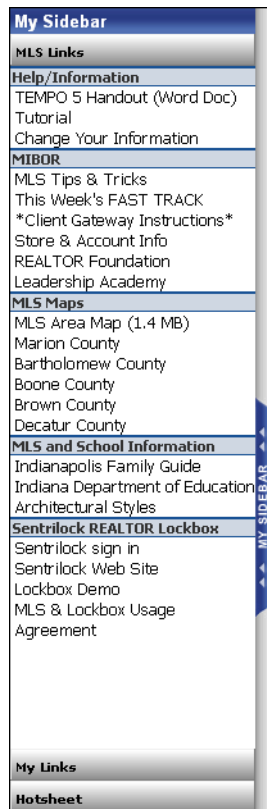 My Sidebar
MLS Links
Help/Information
TEMPO 5 Handout (Word Doc)
Tutorial
Change Your Information
MIBOR
MLS Tips & Tricks
This Week's FAST TRACK
*Client Gateway Instructions*
Store & Account Info
REALTOR Foundation
Leadership Academy
MLS Maps
MLS Area Map (1.4 MB)
Marion County
Bartholomew County
Boone County
Brown County
Decatur County
MLS and School Information
Indianapolis Family Guide
Indiana Department of Education
Architectural Styles
Sentrilock REALTOR Lockbox
Sentrilock sign in
Sentrilock Web Site
Lockbox Demo
MLS & Lockbox Usage
Agreement
MY SIDEBAR
My Links
Hotsheet